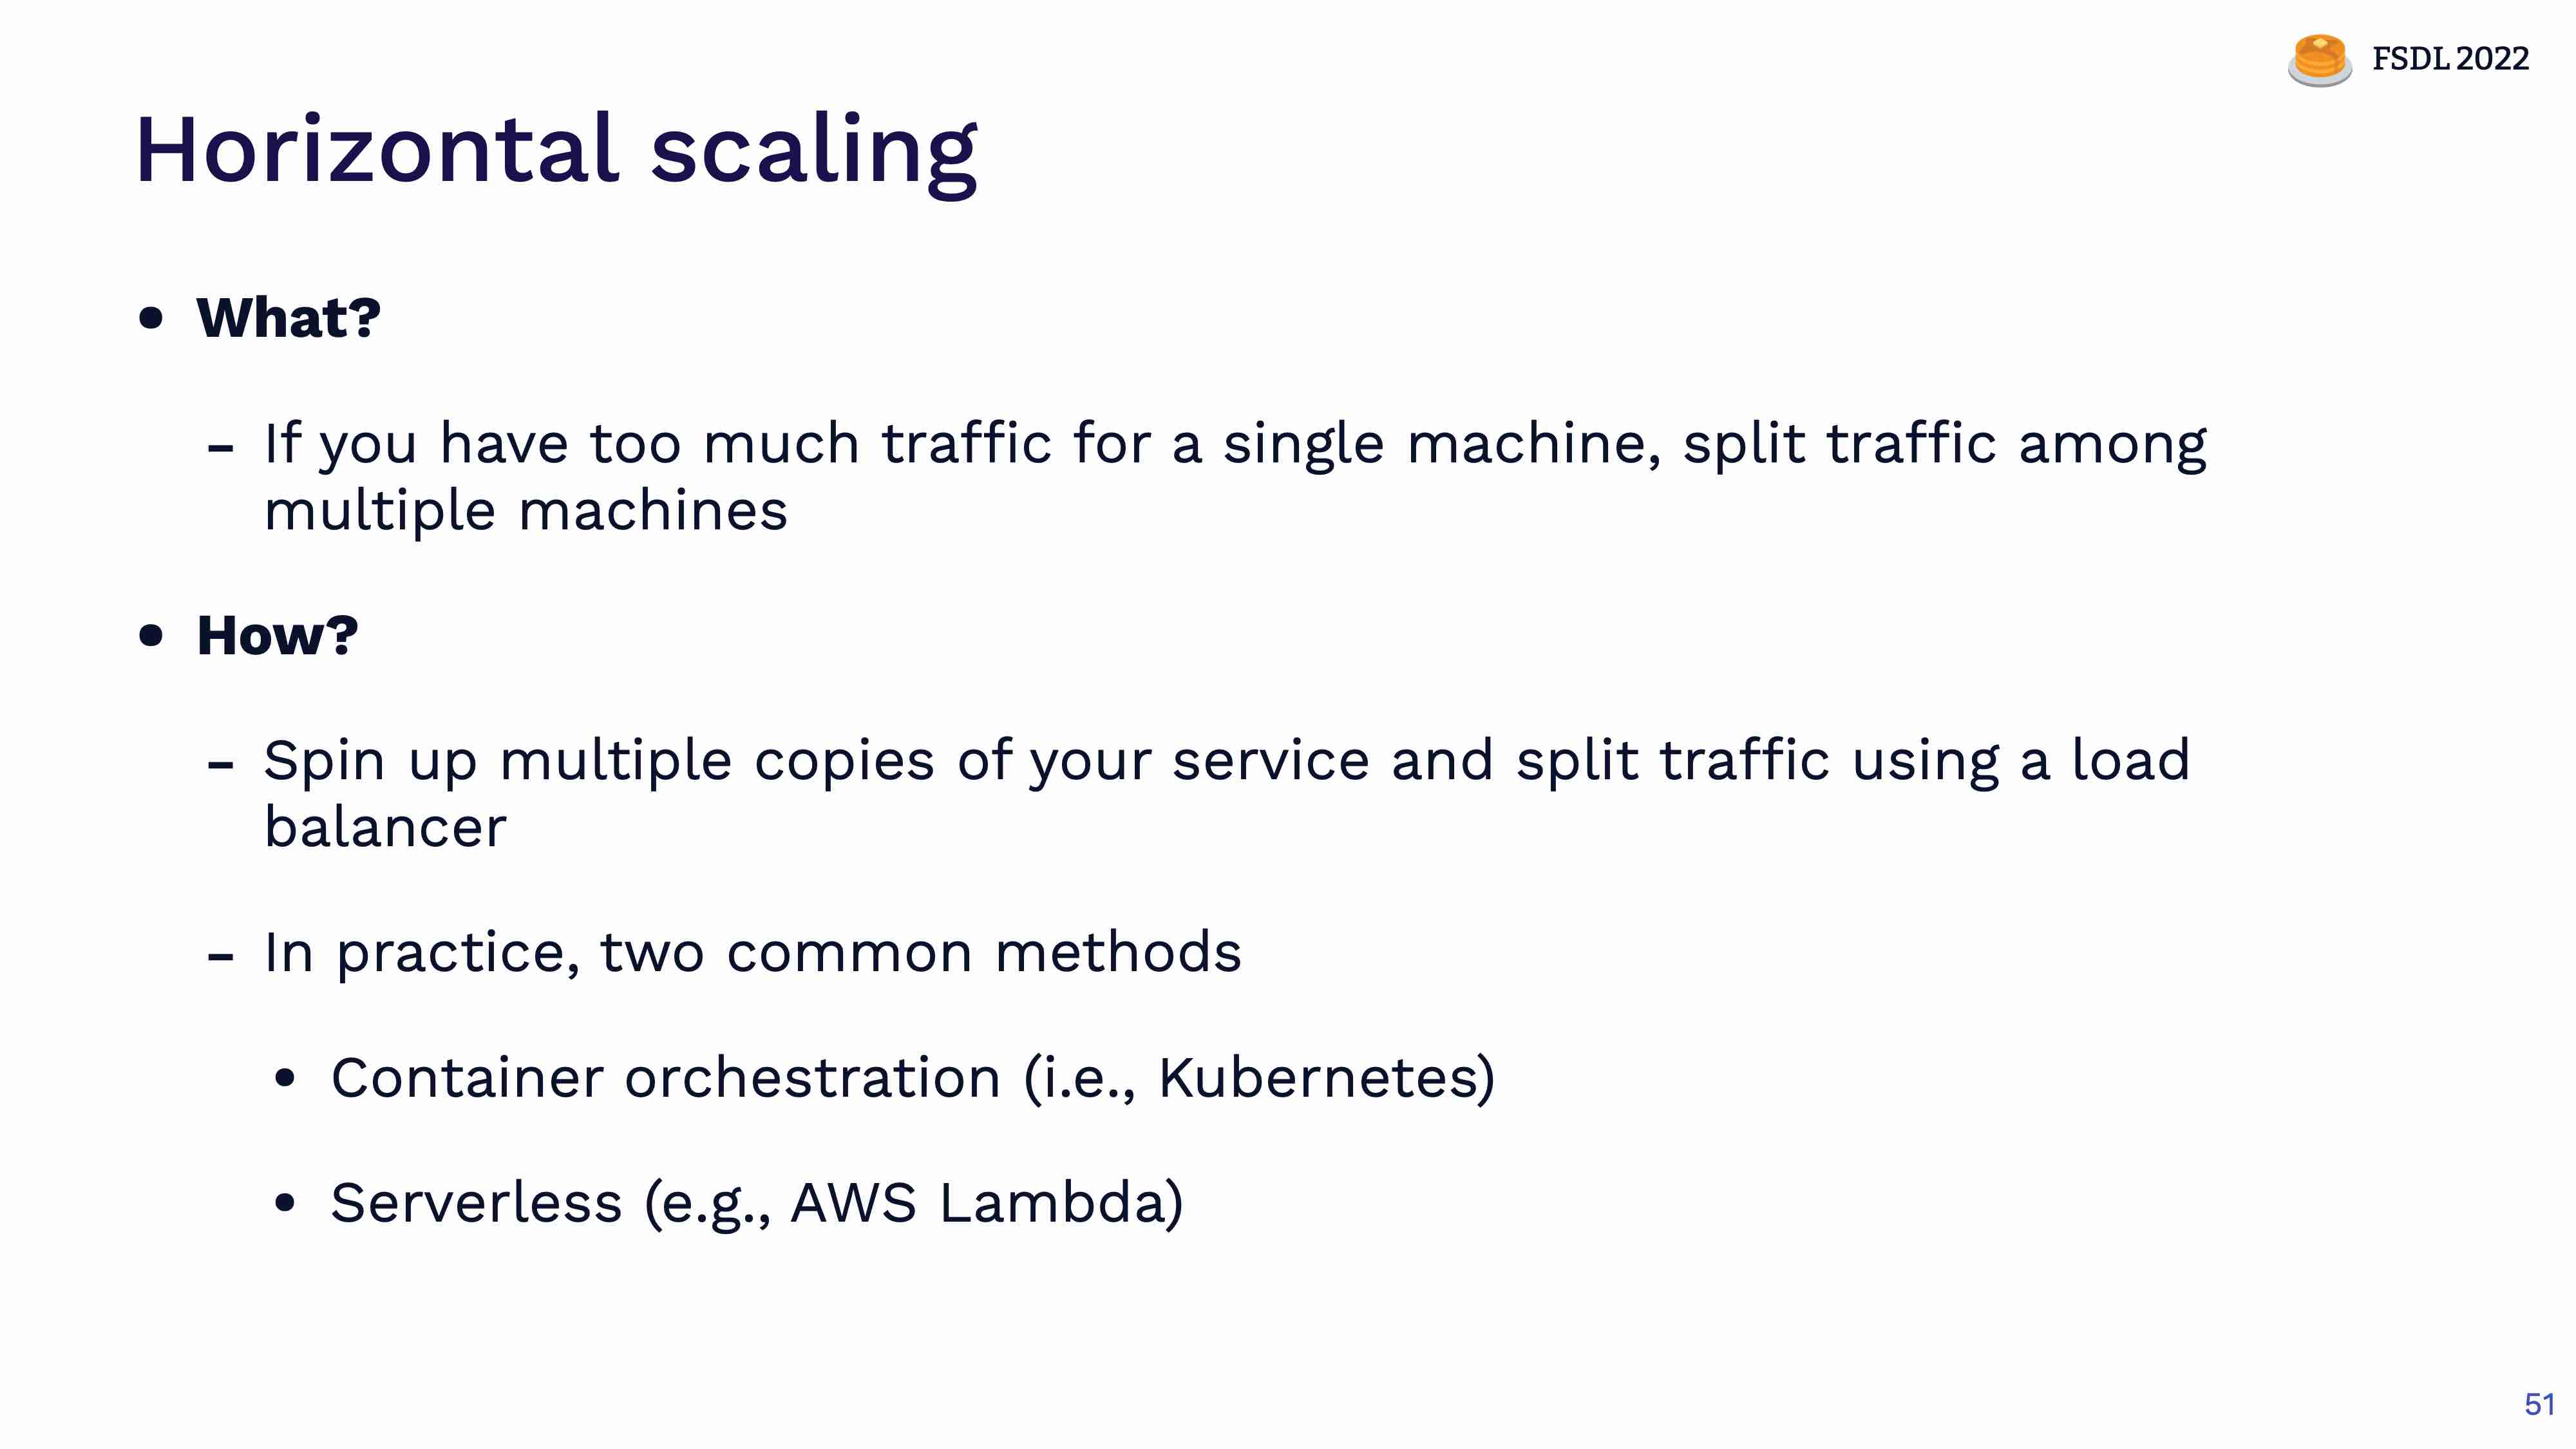 FSDL 2022
Horizontal scaling
• What?
- If you have too much traffic for a single machine, split traffic among
multiple machines
• How?
- Spin up multiple copies of your service and split traffic using a load
balancer
- In practice, two common methods
• Container orchestration (i.e., Kubernetes)
• Serverless (e.g., AWS Lambda)
51